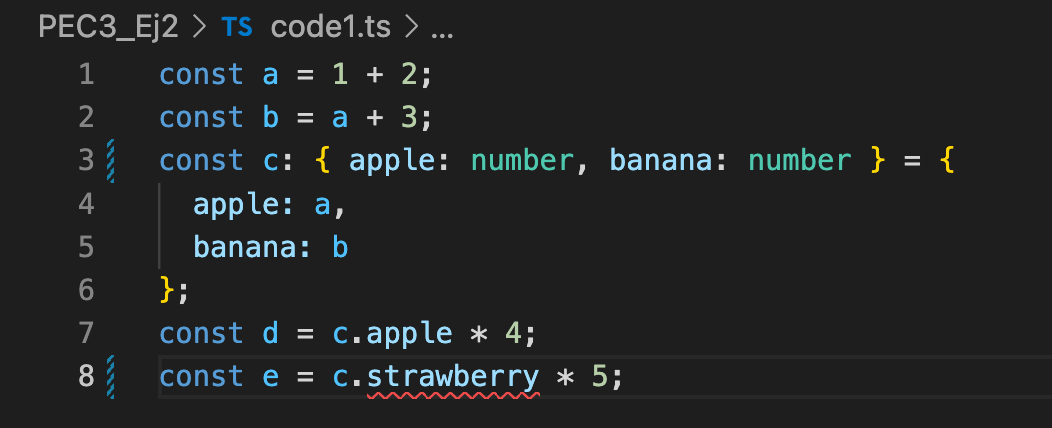 PEC3_Ej2 > TS code1.ts > ...
1 const a = 1 + 2;
2 const b = a + 3;
3 const c: { apple: number, banana: number } = {
4   apple: a,
5   banana: b
6 };
7 const d = c.apple * 4;
8 const e = c.strawberry * 5;